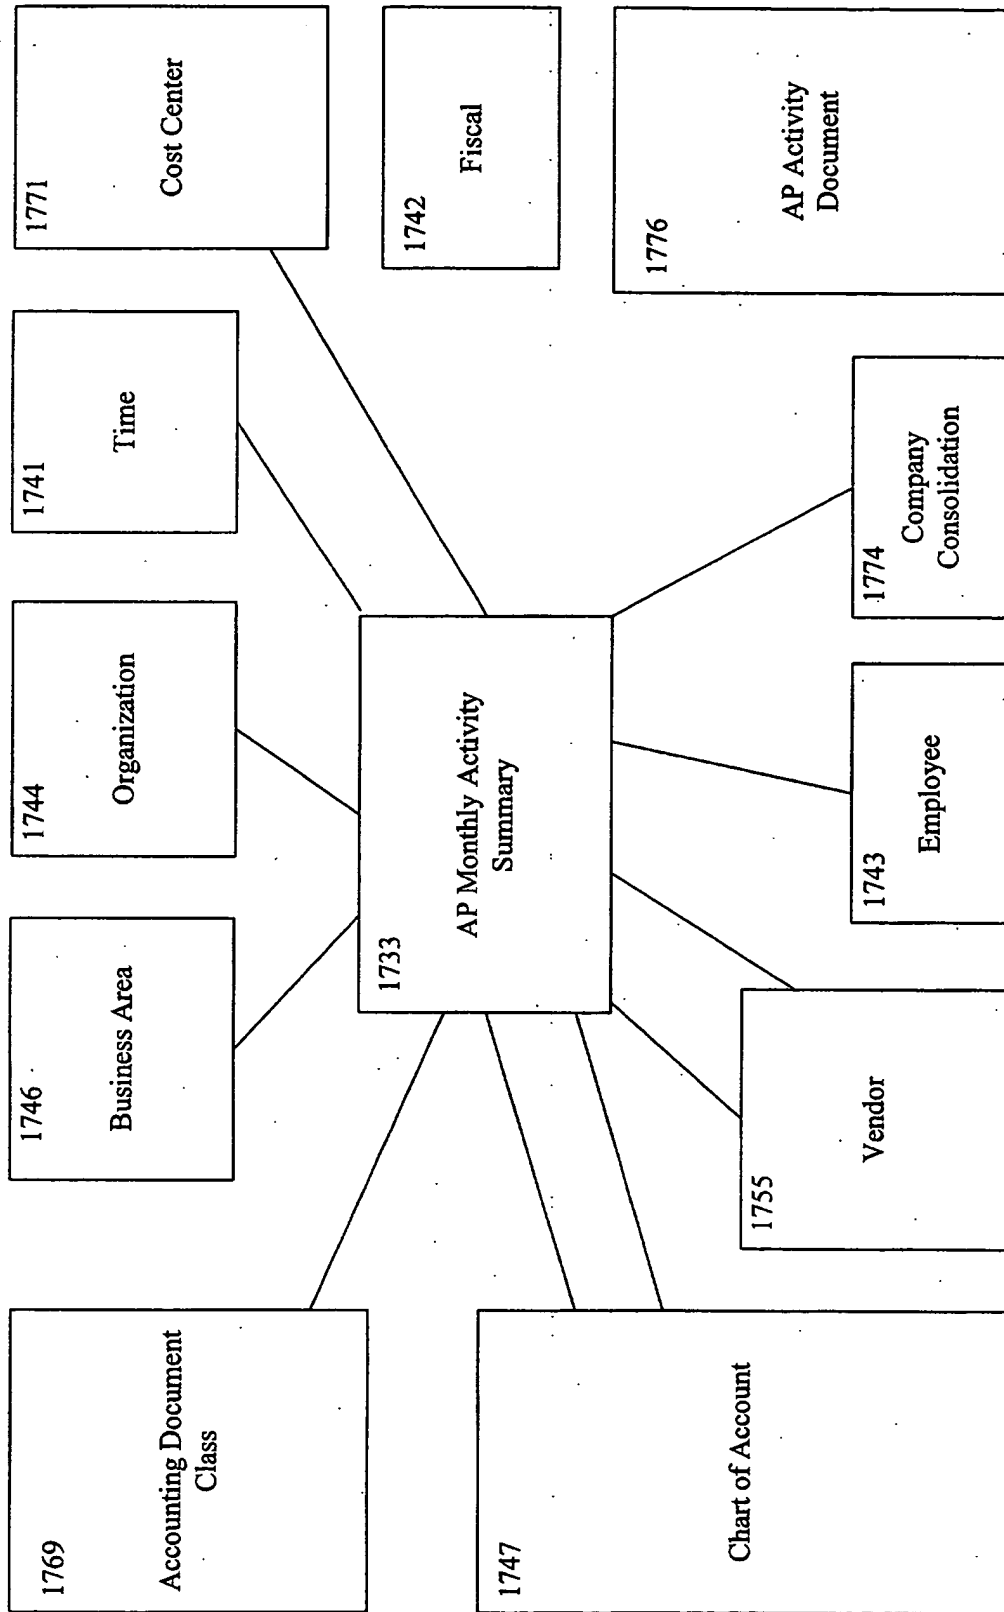 1769
Accounting Document
Class
1746
Business Area
1744
Organization
1741
Time
1771
Cost Center
1733
AP Monthly Activity
Summary
1742
Fiscal
1747
Chart of Account
1755
Vendor
1743
Employee
1774
Company
Consolidation
1776
AP Activity
Document